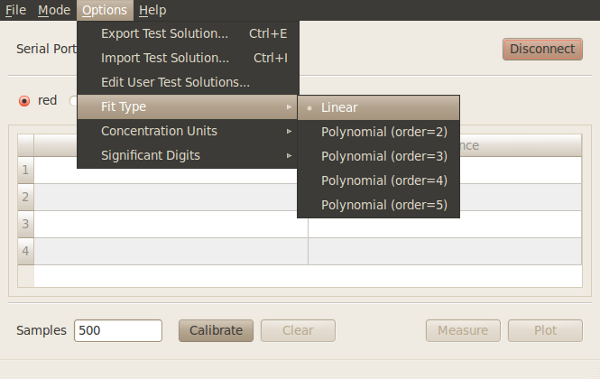 File Mode Options Help
Serial Port
Disconnect
Export Test Solution... Ctrl+E
Import Test Solution... Ctrl+I
Edit User Test Solutions...
Fit Type
Concentration Units
Significant Digits
Linear
Polynomial (order=2)
Polynomial (order=3)
Polynomial (order=4)
Polynomial (order=5)
red
nce
1
2
3
4
Samples 500 Calibrate Clear Measure Plot